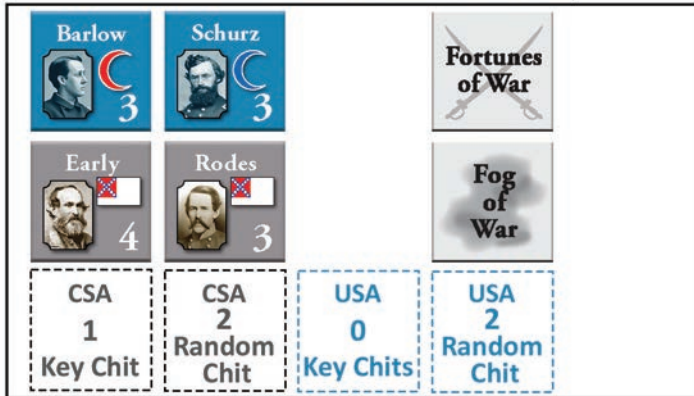 Barlow
3
Schurz
3
Fortunes
of War
Early
4
Rodes
3
Fog
of
War
CSA
1
Key Chit
CSA
2
Random
Chit
USA
0
Key Chits
USA
2
Random
Chit